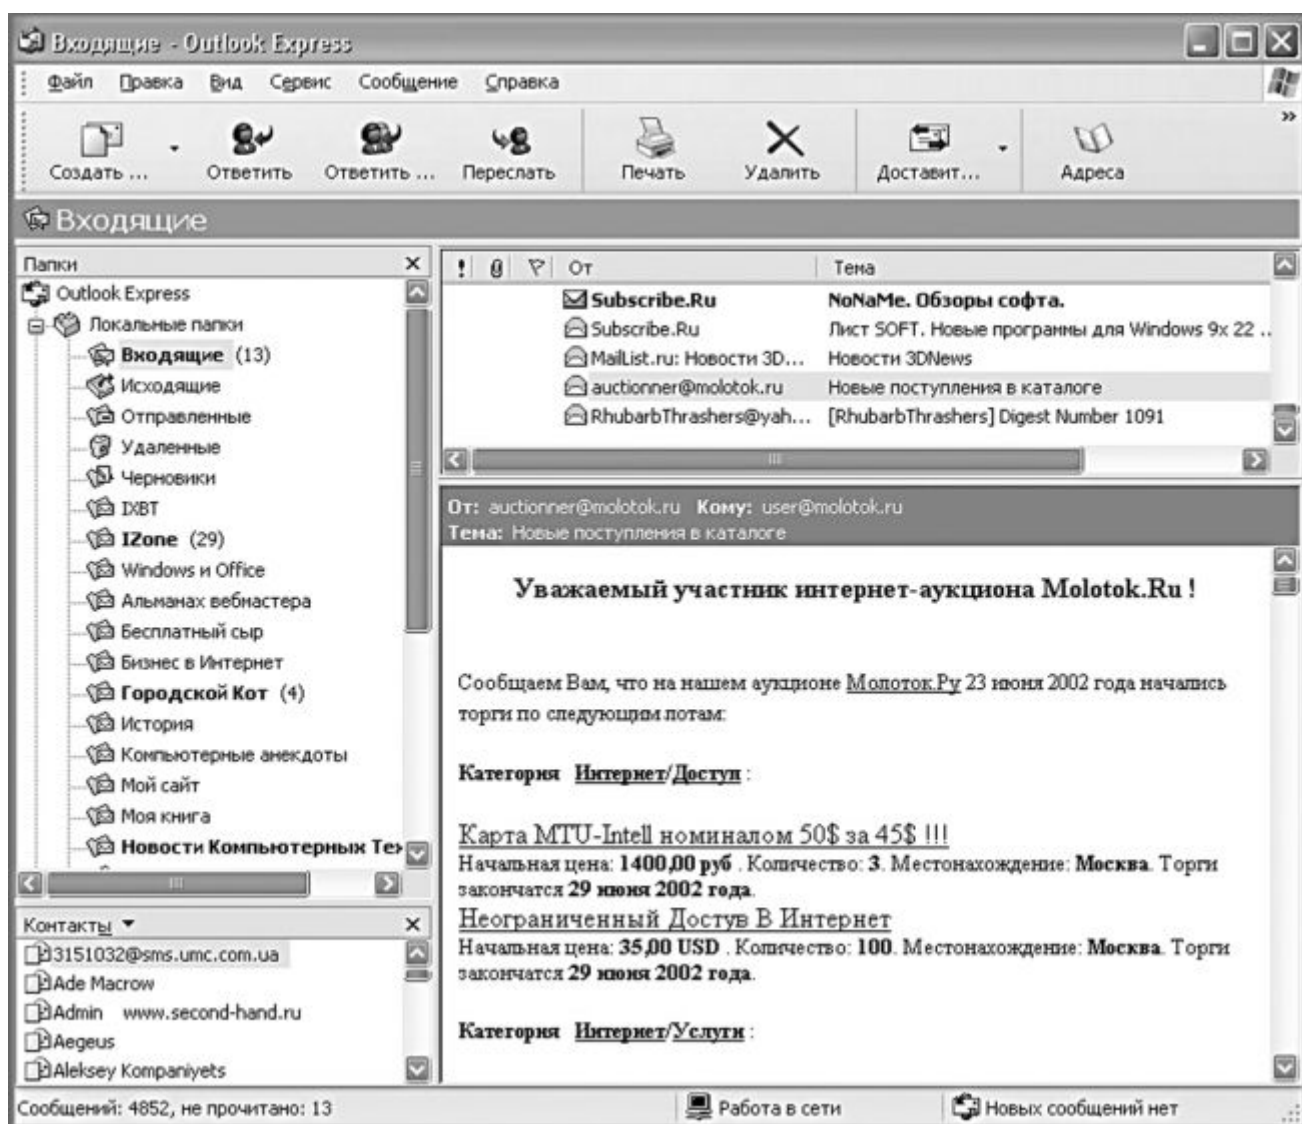 Входящие - Outlook Express
Файл Правка Вид Сервис Сообщение Справка
Создать ... Ответить Ответить ... Переслать Печать Удалить Доставит... Адреса
Входящие
Папки
Outlook Express
Локальные папки
Входящие (13)
Исходящие
Отправленные
Удаленные
Черновики
IXBT
IZone (29)
Windows и Office
Альманах вебмастера
Бесплатный сыр
Бизнес в Интернет
Городской Кот (4)
История
Компьютерные анекдоты
Мой сайт
Моя книга
Новости Компьютерных Тех
Контакты
3151032@sms.umc.com.ua
Ade Macrow
Admin www.second-hand.ru
Aegeus
Aleksey Kompaniyets
От Тема
Subscribe.Ru NoNaMe. Обзоры софта.
Subscribe.Ru Лист SOFT. Новые программы для Windows 9x 22 ..
MailList.ru: Новости 3D... Новости 3DNews
auctionner@molotok.ru Новые поступления в каталоге
RhubarbThrashers@yah... [RhubarbThrashers] Digest Number 1091
От: auctionner@molotok.ru Кому: user@molotok.ru
Тема: Новые поступления в каталоге
Уважаемый участник интернет-аукциона Molotok.Ru !
Сообщаем Вам, что на нашем аукционе Молоток.Ру 23 июня 2002 года начались
торги по следующим лотам:
Категория Интернет/Доступ :
Карта MTU-Intell номиналом 50$ за 45$ !!!
Начальная цена: 1400,00 руб . Количество: 3. Местонахождение: Москва. Торги
закончатся 29 июня 2002 года.
Неограниченный Доступ В Интернет
Начальная цена: 35,00 USD . Количество: 100. Местонахождение: Москва. Торги
закончатся 29 июня 2002 года.
Категория Интернет/Услуги :
Сообщений: 4852, не прочитано: 13 Работа в сети Новых сообщений нет